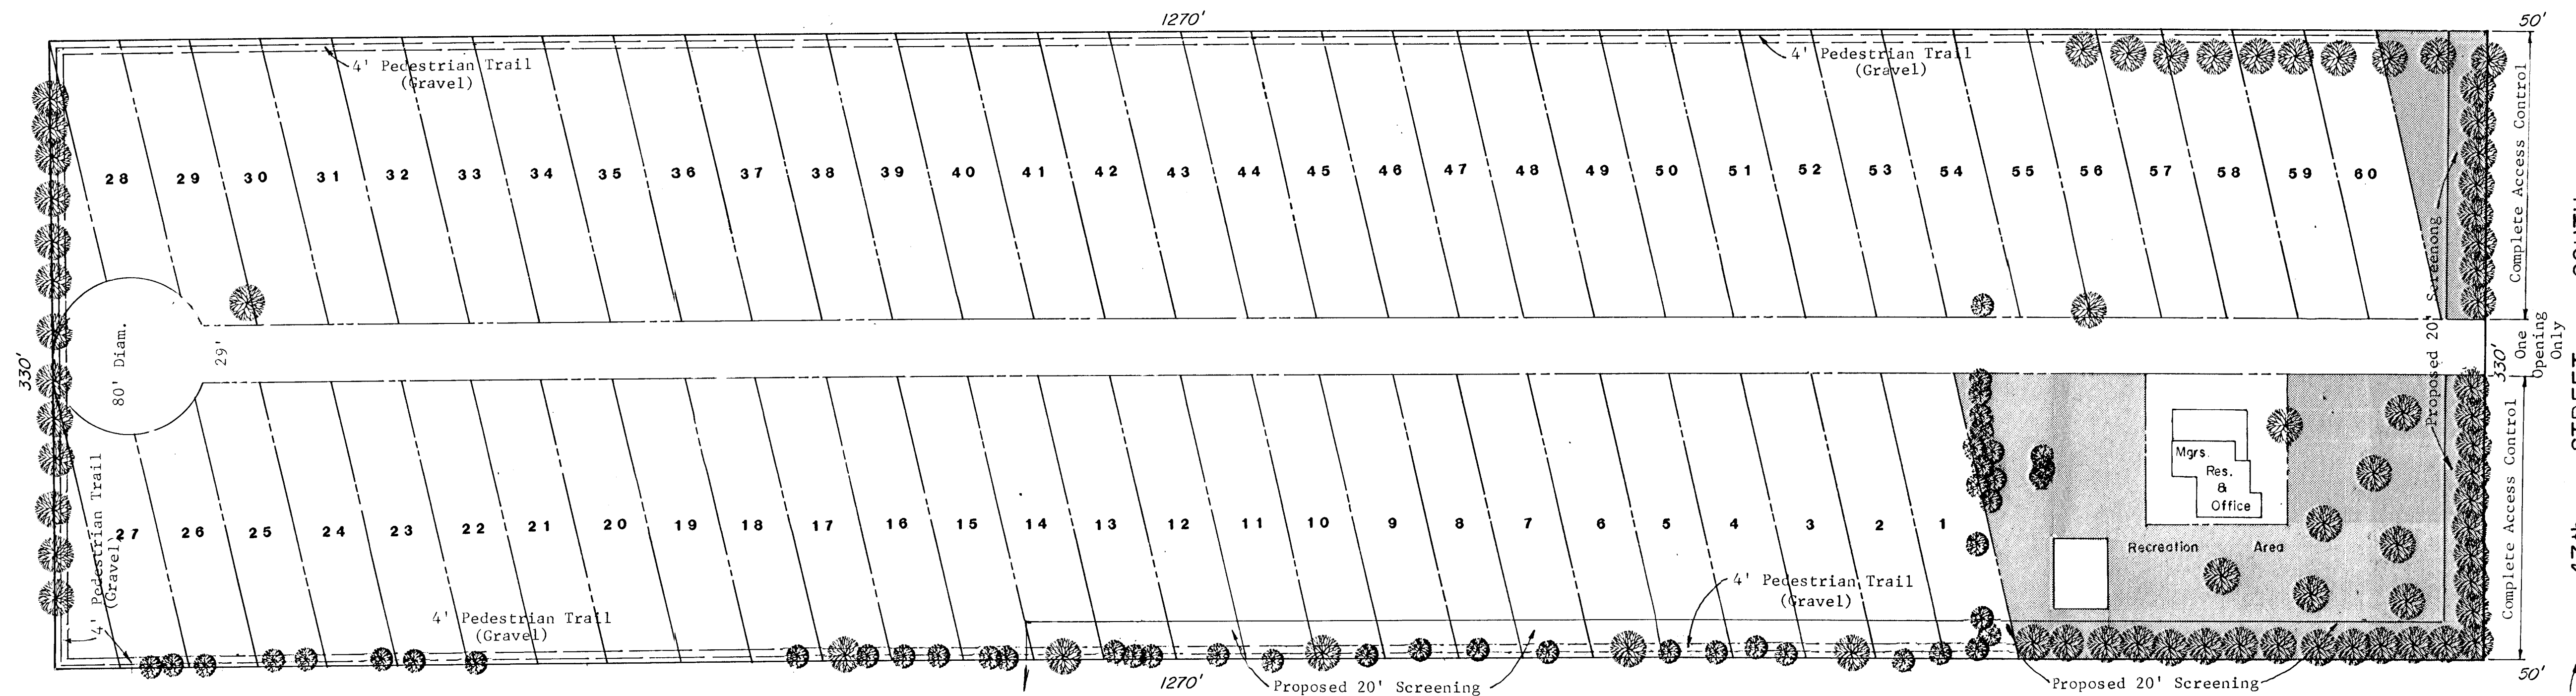 1270'
50'
4' Pedestrian Trail
(Gravel)
4' Pedestrian Trail
(Gravel)
Complete Access Control
28 29 30 31 32 33 34 35 36 37 38 39 40 41 42 43 44 45 46 47 48 49 50 51 52 53 54 55 56 57 58 59 60
Proposed 20' Screenong
330'
80' Diam.
29'
330'
One
Opening
Only
Mgrs.
Res.
&
Office
Complete Access Control
27 26 25 24 23 22 21 20 19 18 17 16 15 14 13 12 11 10 9 8 7 6 5 4 3 2 1
Recreation Area
4' Pedestrian Trail
(Gravel)
4' Pedestrian Trail
(Gravel)
4' Pedestrian Trail
(Gravel)
1270'
Proposed 20' Screening
Proposed 20' Screening
50'